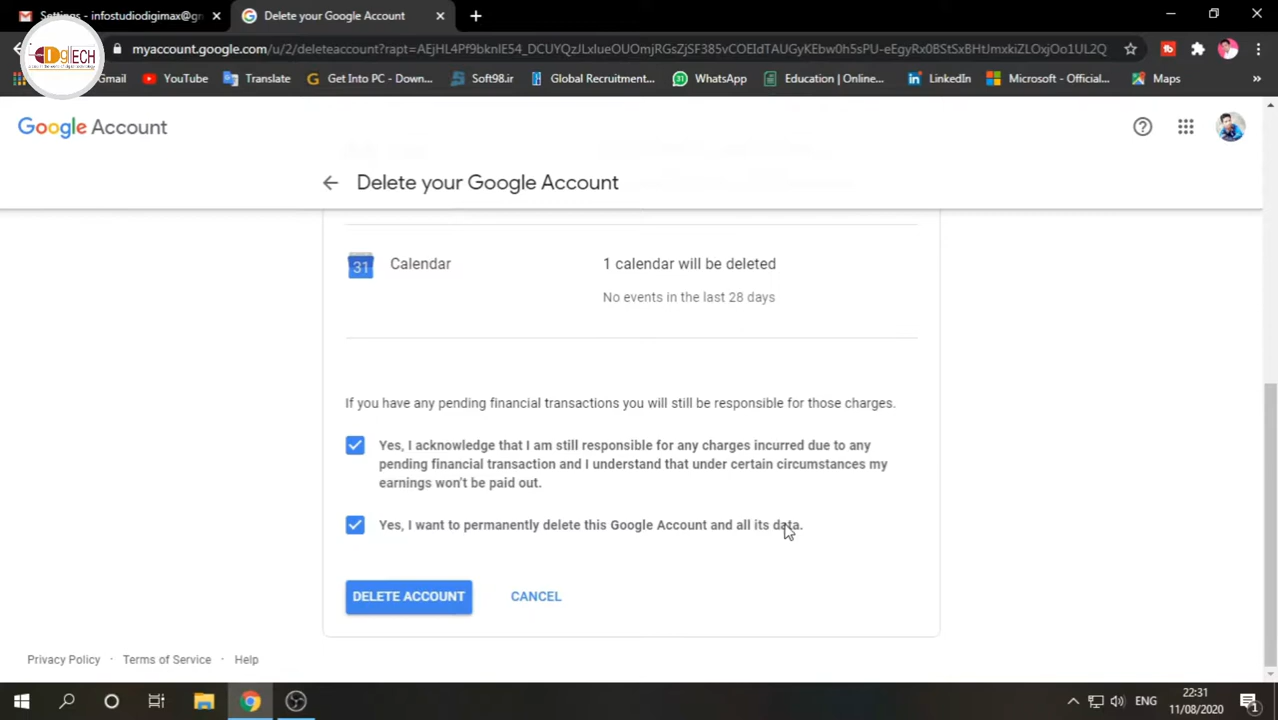 Settings - infostudiodigimax@g
Delete your Google Account
myaccount.google.com/u/2/deleteaccount?rapt=AEjHL4Pf9bknIE54_DCUYQzJLxIueOUOmjRGsZjSF385vCOEIdTAUGyKEbw0h5sPU-eEgyRx0BStSxBHtJmxkiZLOxjOo1UL2Q
Gmail
YouTube
Translate
Get Into PC - Down...
Soft98.ir
Global Recruitment...
31
WhatsApp
Education | Online...
LinkedIn
Microsoft - Official...
Maps
»
Google Account
Delete your Google Account
31
Calendar
1 calendar will be deleted
No events in the last 28 days
If you have any pending financial transactions you will still be responsible for those charges.
Yes, I acknowledge that I am still responsible for any charges incurred due to any
pending financial transaction and I understand that under certain circumstances my
earnings won't be paid out.
Yes, I want to permanently delete this Google Account and all its data.
DELETE ACCOUNT
CANCEL
Privacy Policy · Terms of Service · Help
ENG
22:31
11/08/2020
1